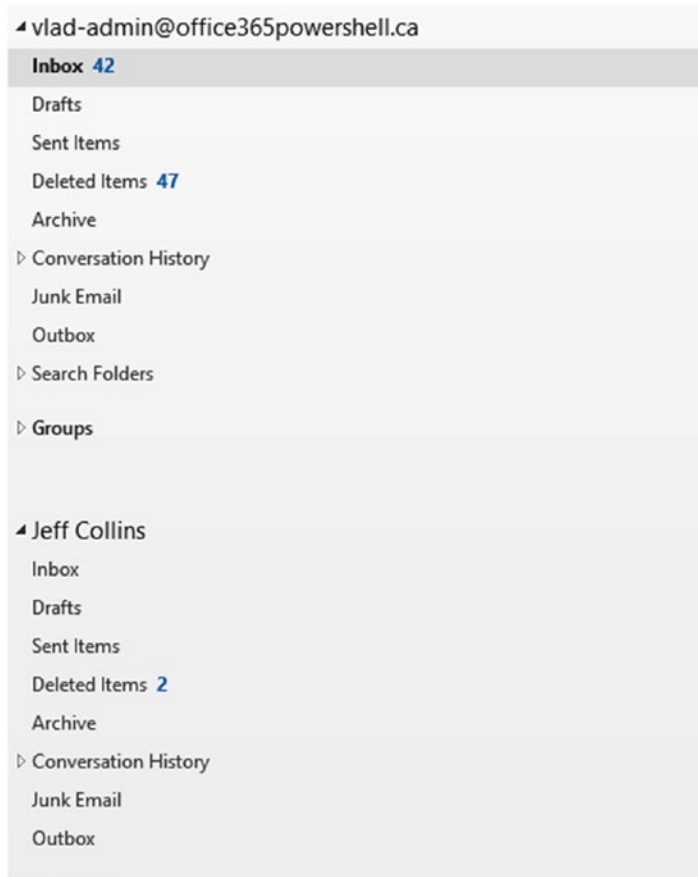 vlad-admin@office365powershell.ca
Inbox 42
Drafts
Sent Items
Deleted Items 47
Archive
Conversation History
Junk Email
Outbox
Search Folders
Groups
Jeff Collins
Inbox
Drafts
Sent Items
Deleted Items 2
Archive
Conversation History
Junk Email
Outbox